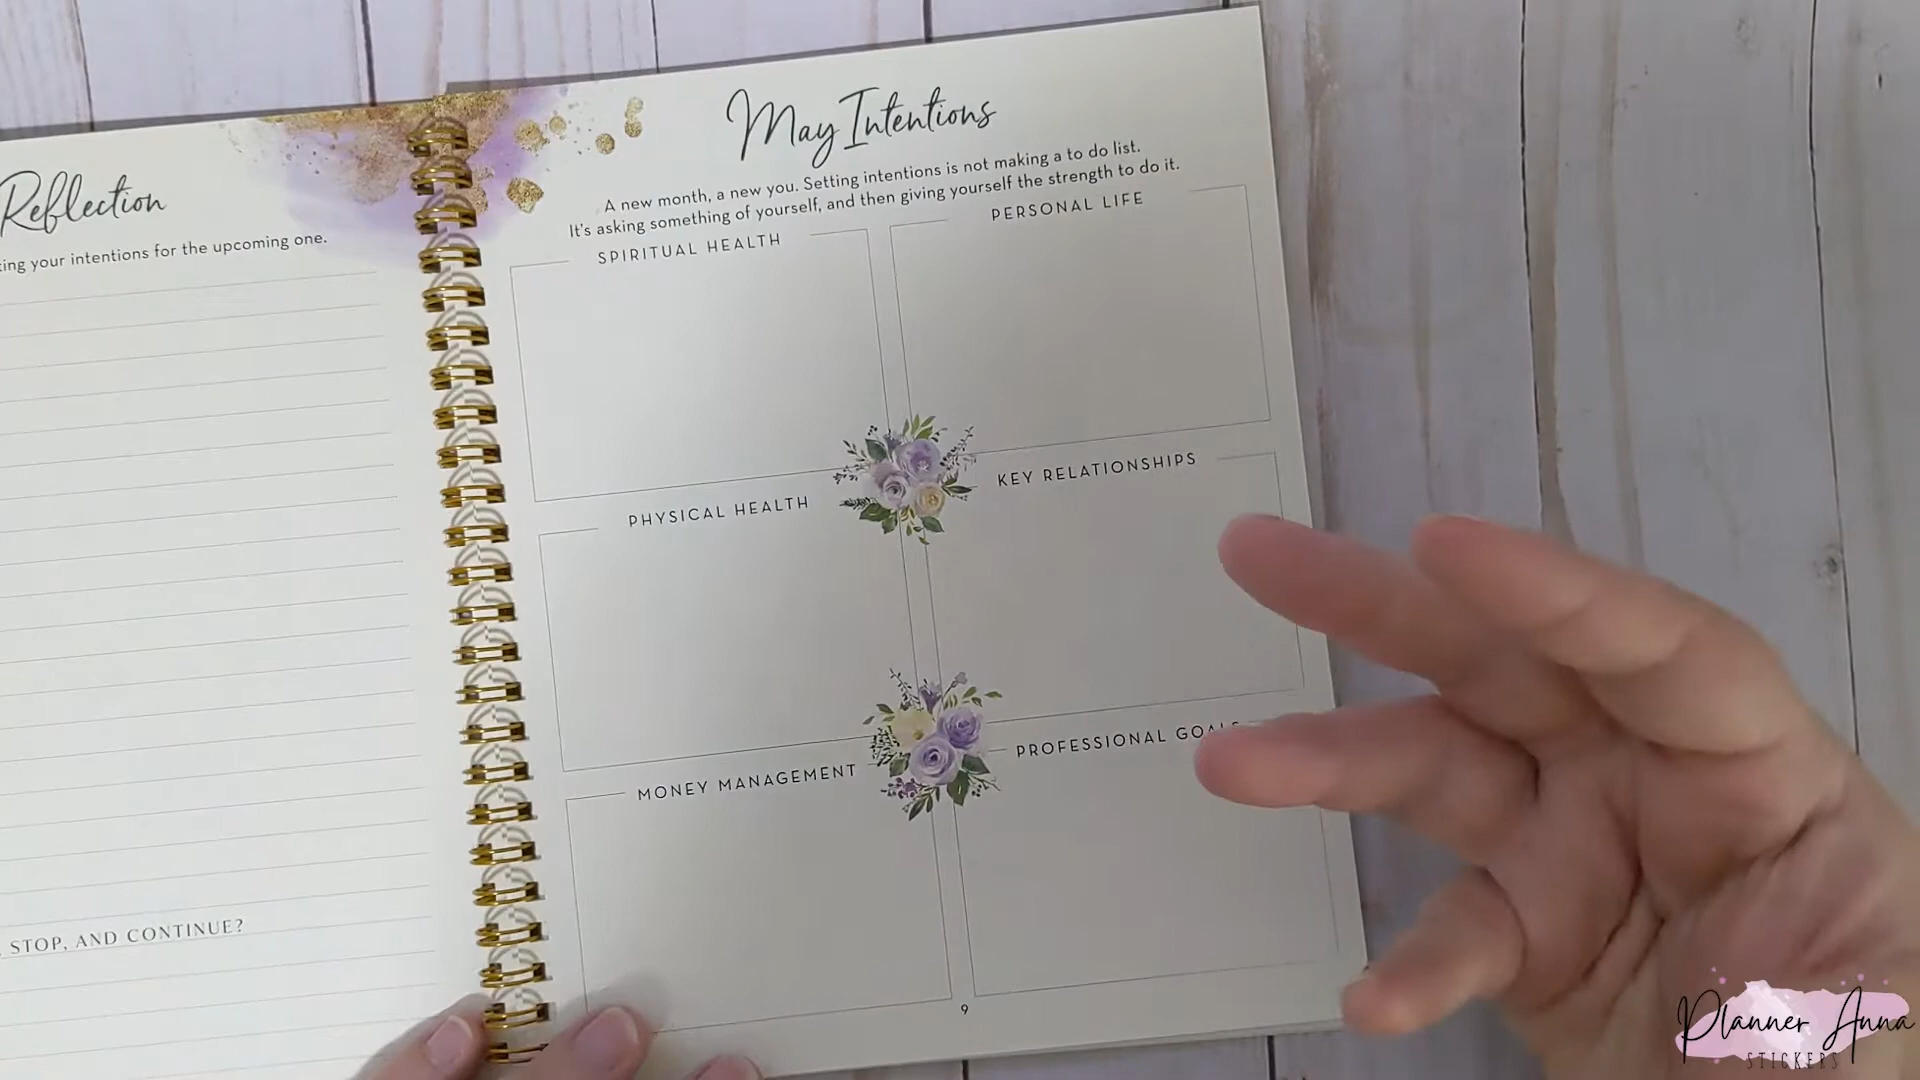 Reflection
your intentions for the upcoming one.
STOP, AND CONTINUE?
May Intentions
A new month, a new you. Setting intentions is not making a to do list.
It's asking something of yourself, and then giving yourself the strength to do it.
SPIRITUAL HEALTH
PERSONAL LIFE
PHYSICAL HEALTH
KEY RELATIONSHIPS
MONEY MANAGEMENT
PROFESSIONAL GOALS
9
Planner Anna
STICKERS